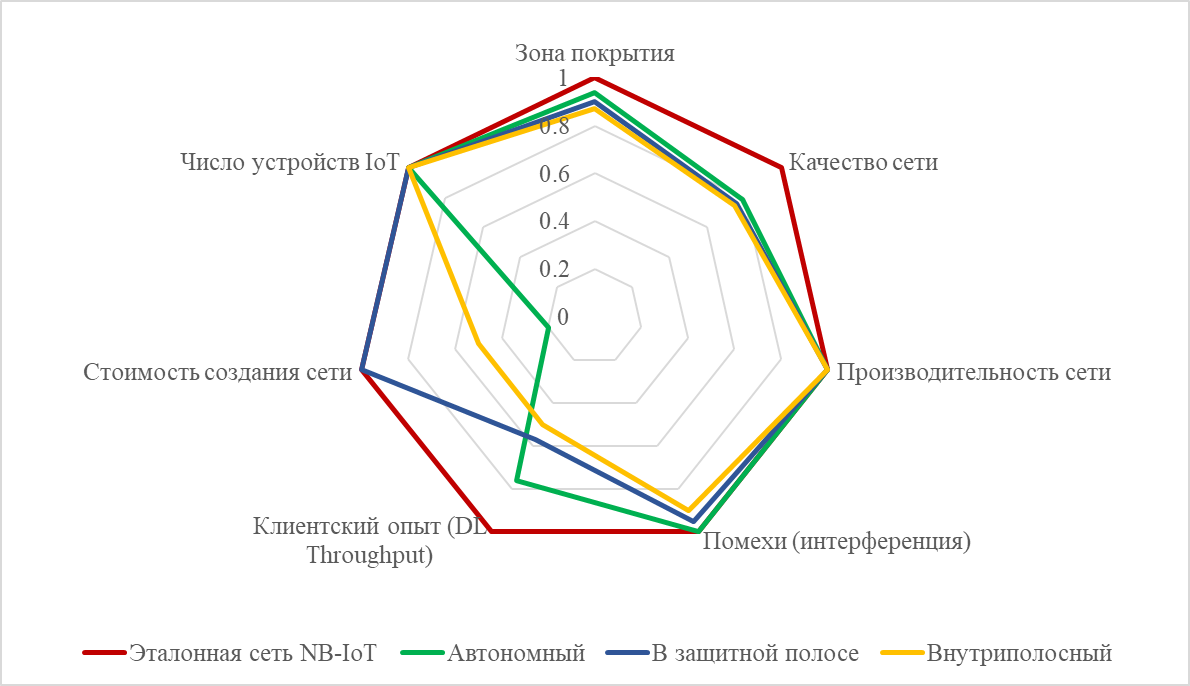 Зона покрытия
1
0.8
0.6
0.4
0.2
0
Качество сети
Производительность сети
Помехи (интерференция)
Клиентский опыт (DL
Throughput)
Стоимость создания сети
Число устройств IoT
Эталонная сеть NB-IoT
Автономный
В защитной полосе
Внутриполосный